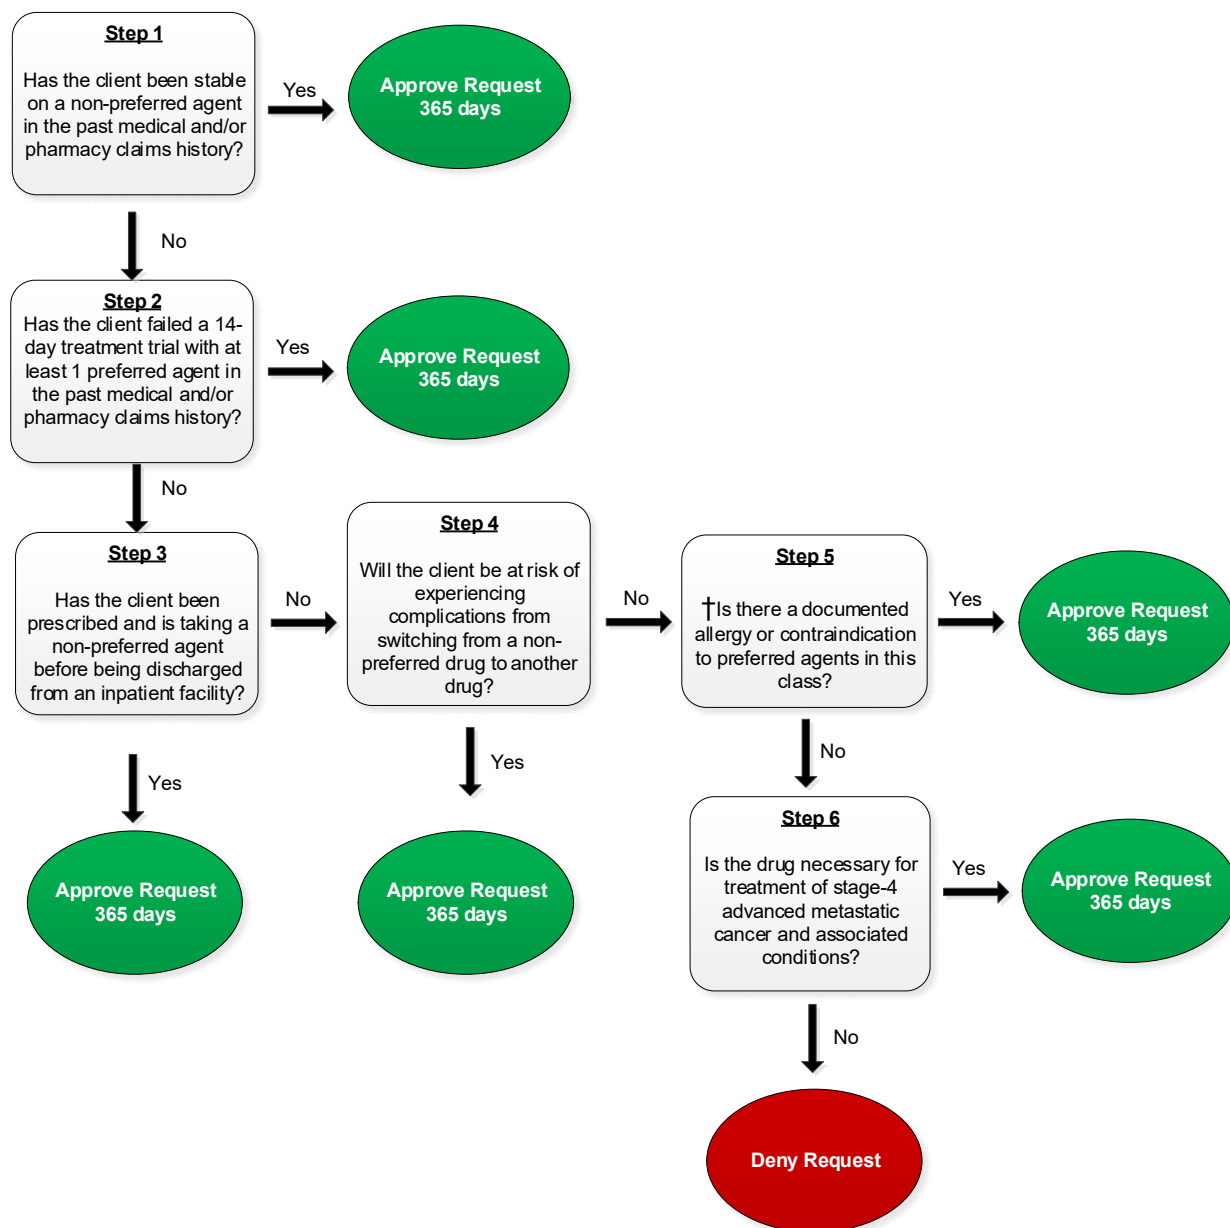 Step 1
Has the client been stable
on a non-preferred agent
in the past medical and/or
pharmacy claims history?
Yes
Approve Request
365 days
No
Step 2
Has the client failed a 14-
day treatment trial with at
least 1 preferred agent in
the past medical and/or
pharmacy claims history?
Yes
Approve Request
365 days
No
Step 3
Has the client been
prescribed and is taking a
non-preferred agent
before being discharged
from an inpatient facility?
No
Yes
Approve Request
365 days
Step 4
Will the client be at risk of
experiencing
complications from
switching from a non-
preferred drug to another
drug?
No
Yes
Approve Request
365 days
Step 5
†Is there a documented
allergy or contraindication
to preferred agents in this
class?
Yes
Approve Request
365 days
No
Step 6
Is the drug necessary for
treatment of stage-4
advanced metastatic
cancer and associated
conditions?
Yes
Approve Request
365 days
No
Deny Request